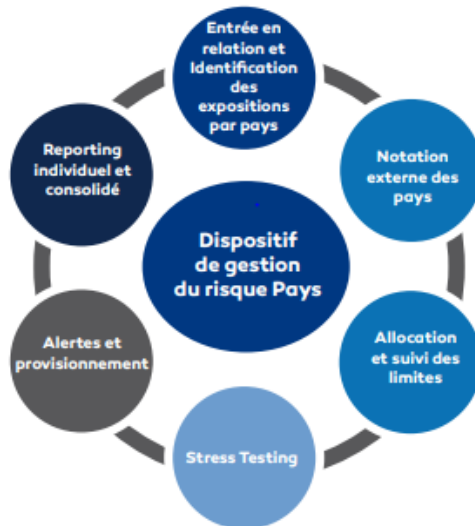 Entrée en
relation et
Identification
des
expositions
par pays
Notation
externe des
pays
Allocation
et suivi des
limites
Stress Testing
Alertes et
provisionnement
Reporting
individuel et
consolidé
Dispositif
de gestion
du risque Pays